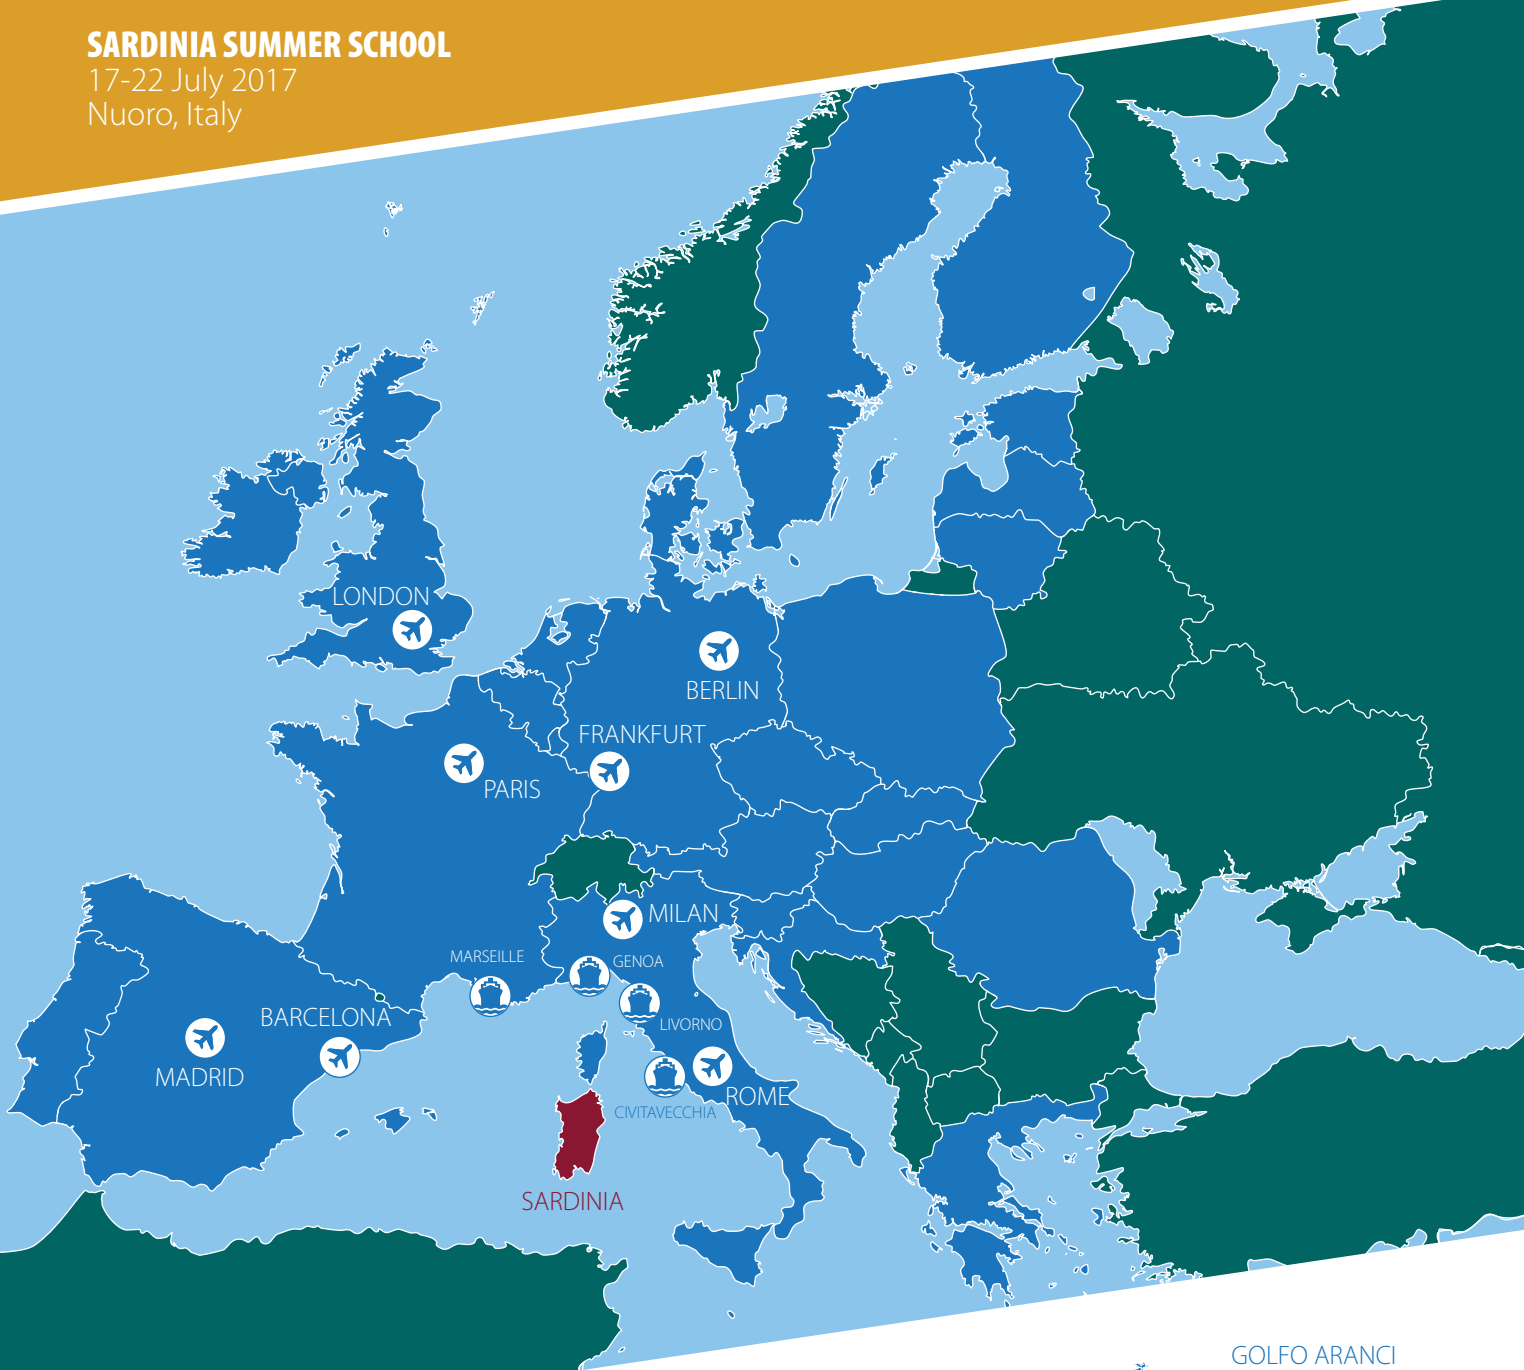 SARDINIA SUMMER SCHOOL
17-22 July 2017
Nuoro, Italy
LONDON
BERLIN
FRANKFURT
PARIS
MILAN
MARSEILLE
GENOA
BARCELONA
LIVORNO
MADRID
ROME
CIVITAVECCHIA
SARDINIA
GOLFO ARANCI